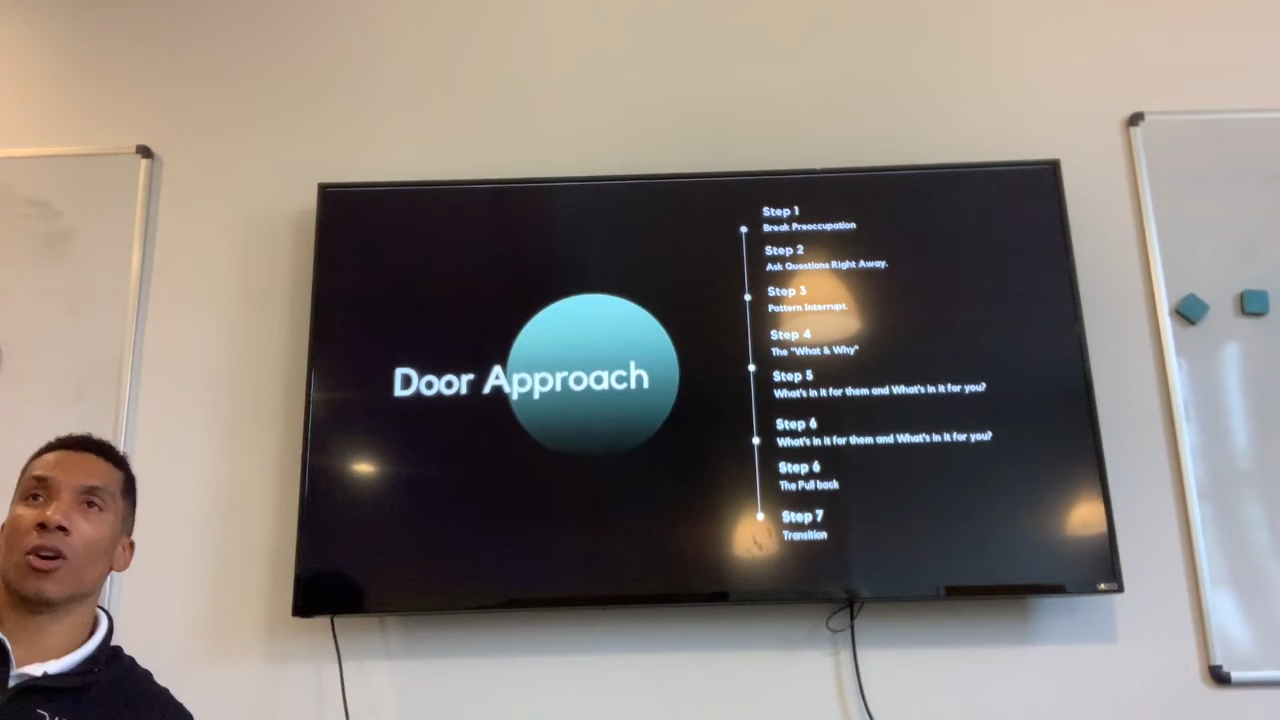 Door Approach
Step 1
Break Preoccupation
Step 2
Ask Questions Right Away.
Step 3
Pattern Interrupt.
Step 4
The "What & Why"
Step 5
What's in it for them and What's in it for you?
Step 6
What's in it for them and What's in it for you?
Step 6
The Pull back
Step 7
Transition
VIZIO